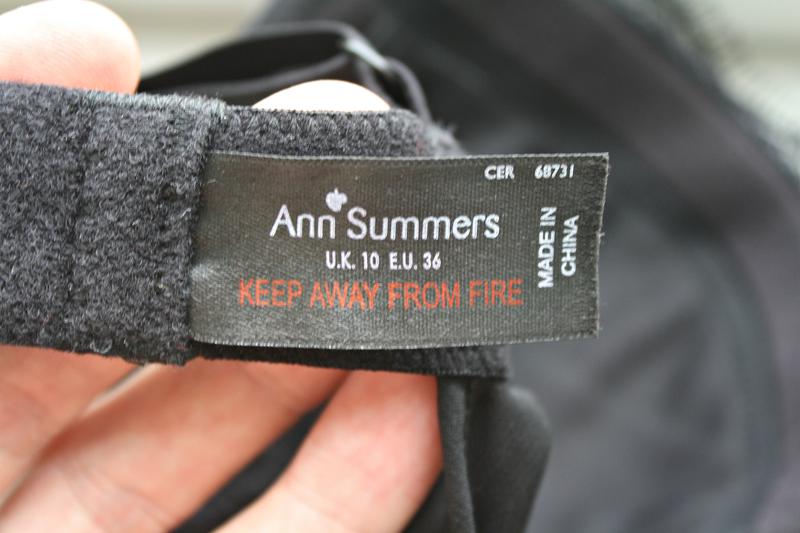 CER 68731
Ann Summers
U.K. 10 E.U. 36
KEEP AWAY FROM FIRE
MADE IN
CHINA